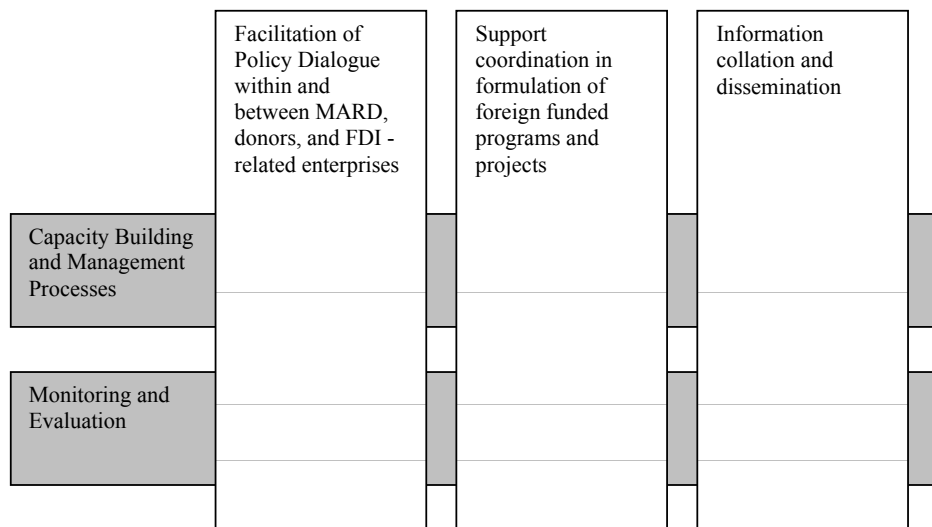 Facilitation of
Policy Dialogue
within and
between MARD,
donors, and FDI -
related enterprises
Support
coordination in
formulation of
foreign funded
programs and
projects
Information
collation and
dissemination
Capacity Building
and Management
Processes
Monitoring and
Evaluation